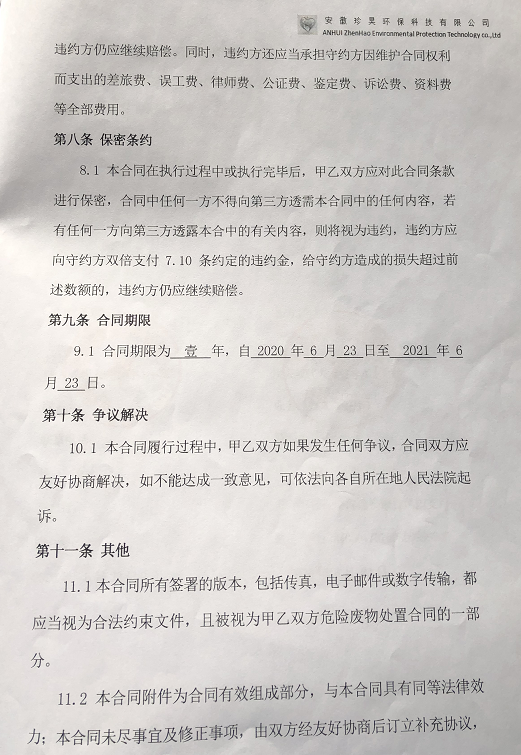 安徽珍昊环保科技有限公司
ANHUI ZhenHao Environmental Protection Technology co.,Ltd
违约方仍应继续赔偿。同时，违约方还应当承担守约方因维护合同权利
而支出的差旅费、误工费、律师费、公证费、鉴定费、诉讼费、资料费
等全部费用。
第八条 保密条约
8.1 本合同在执行过程中或执行完毕后，甲乙双方应对此合同条款
进行保密，合同中任何一方不得向第三方透需本合同中的任何内容，若
有任何一方向第三方透露本合中的有关内容，则将视为违约，违约方应
向守约方双倍支付 7.10 条约定的违约金，给守约方造成的损失超过前
述数额的，违约方仍应继续赔偿。
第九条 合同期限
9.1 合同期限为 壹 年，自 2020 年 6 月 23 日至 2021 年 6
月 23 日。
第十条 争议解决
10.1 本合同履行过程中，甲乙双方如果发生任何争议，合同双方应
友好协商解决，如不能达成一致意见，可依法向各自所在地人民法院起
诉。
第十一条 其他
11.1 本合同所有签署的版本，包括传真，电子邮件或数字传输，都
应当视为合法约束文件，且被视为甲乙双方危险废物处置合同的一部
分。
11.2 本合同附件为合同有效组成部分，与本合同具有同等法律效
力；本合同未尽事宜及修正事项，由双方经友好协商后订立补充协议，